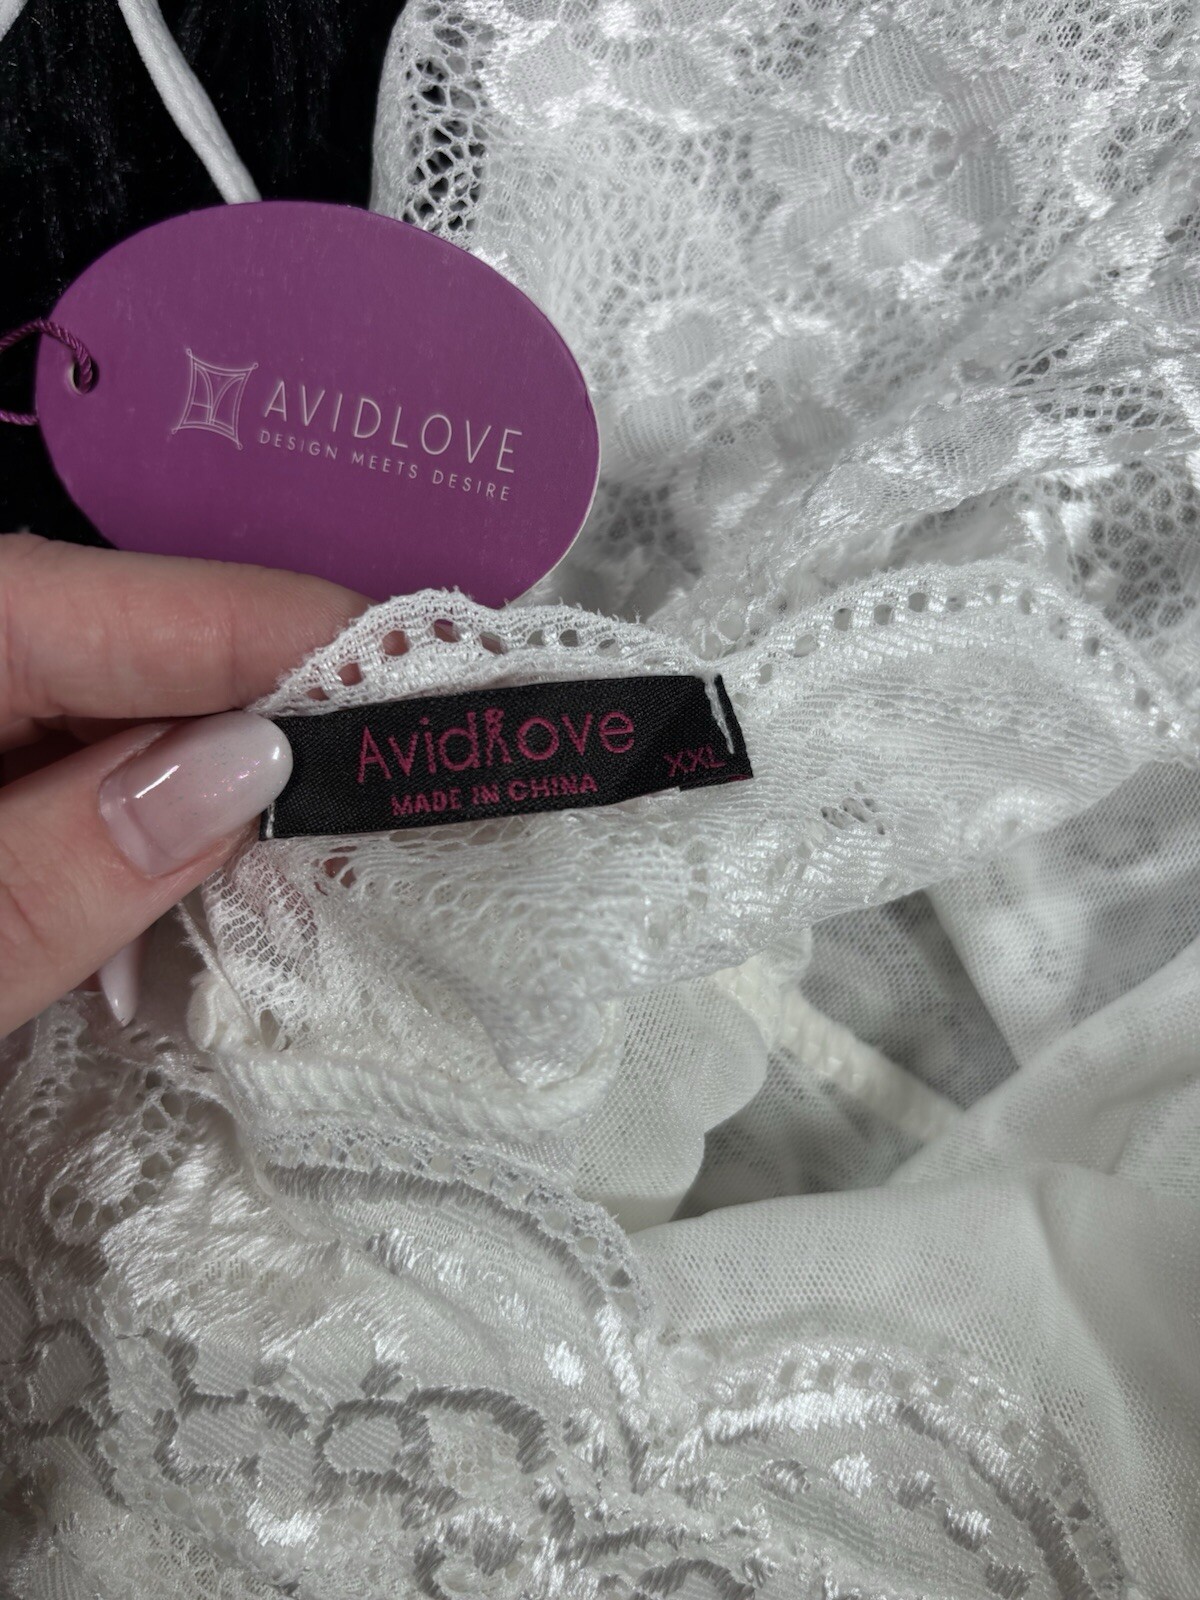 AVIDLOVE
DESIGN MEETS DESIRE
Avidlove
XXL
MADE IN CHINA